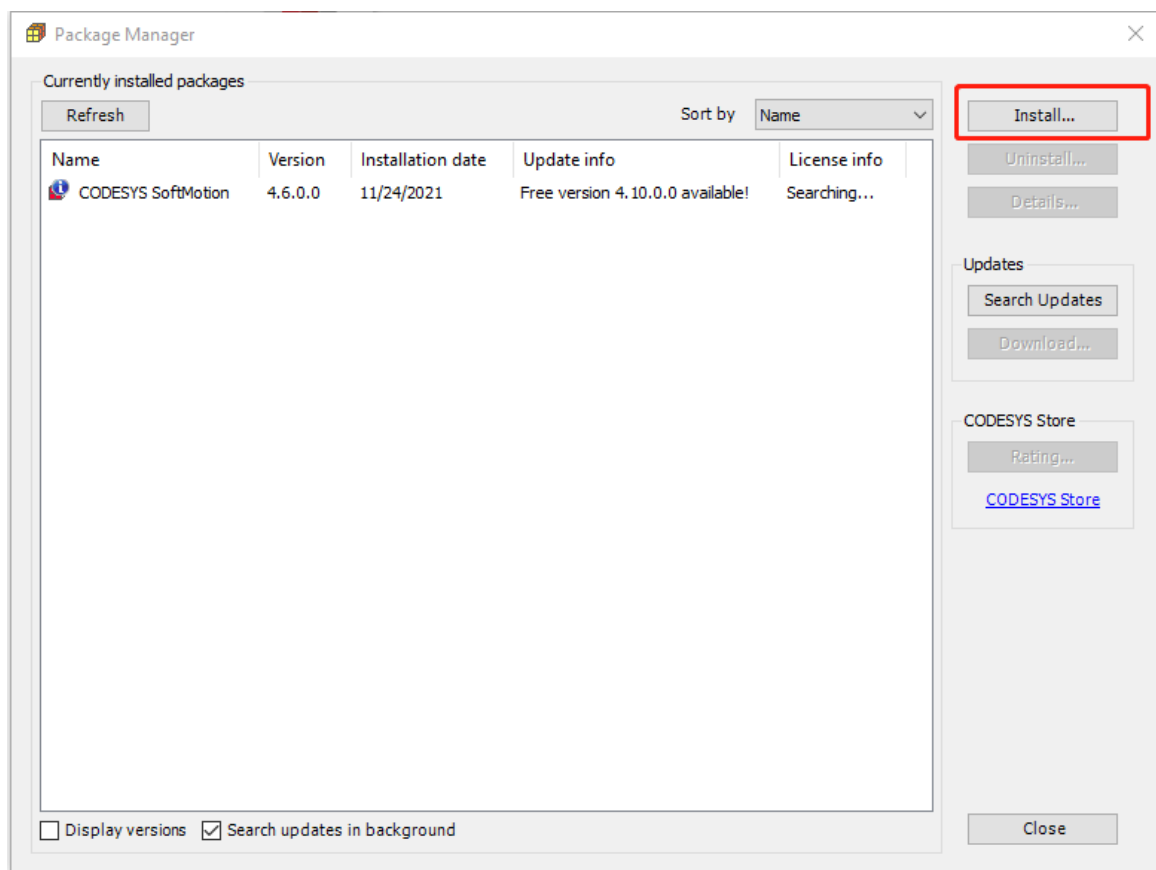 Package Manager
Currently installed packages
Refresh
Sort by
Name
Install...
Name Version Installation date Update info License info
Uninstall...
CODESYS SoftMotion 4.6.0.0 11/24/2021 Free version 4.10.0.0 available! Searching...
Details...
Updates
Search Updates
Download...
CODESYS Store
Rating...
CODESYS Store
Display versions
Search updates in background
Close